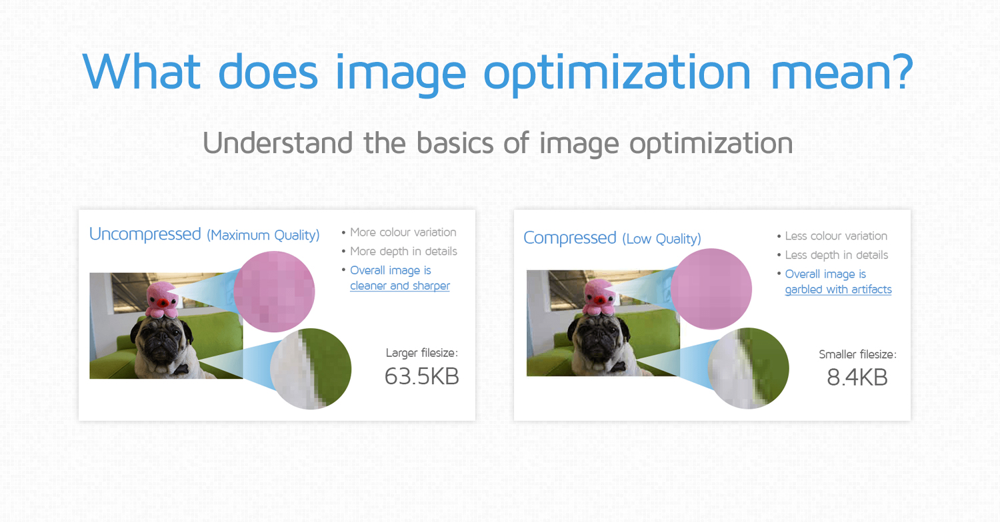 What does image optimization mean?
Understand the basics of image optimization
Uncompressed (Maximum Quality)
• More colour variation
• More depth in details
• Overall image is
cleaner and sharper
Larger filesize:
63.5KB
Compressed (Low Quality)
• Less colour variation
• Less depth in details
• Overall image is
garbled with artifacts
Smaller filesize:
8.4KB